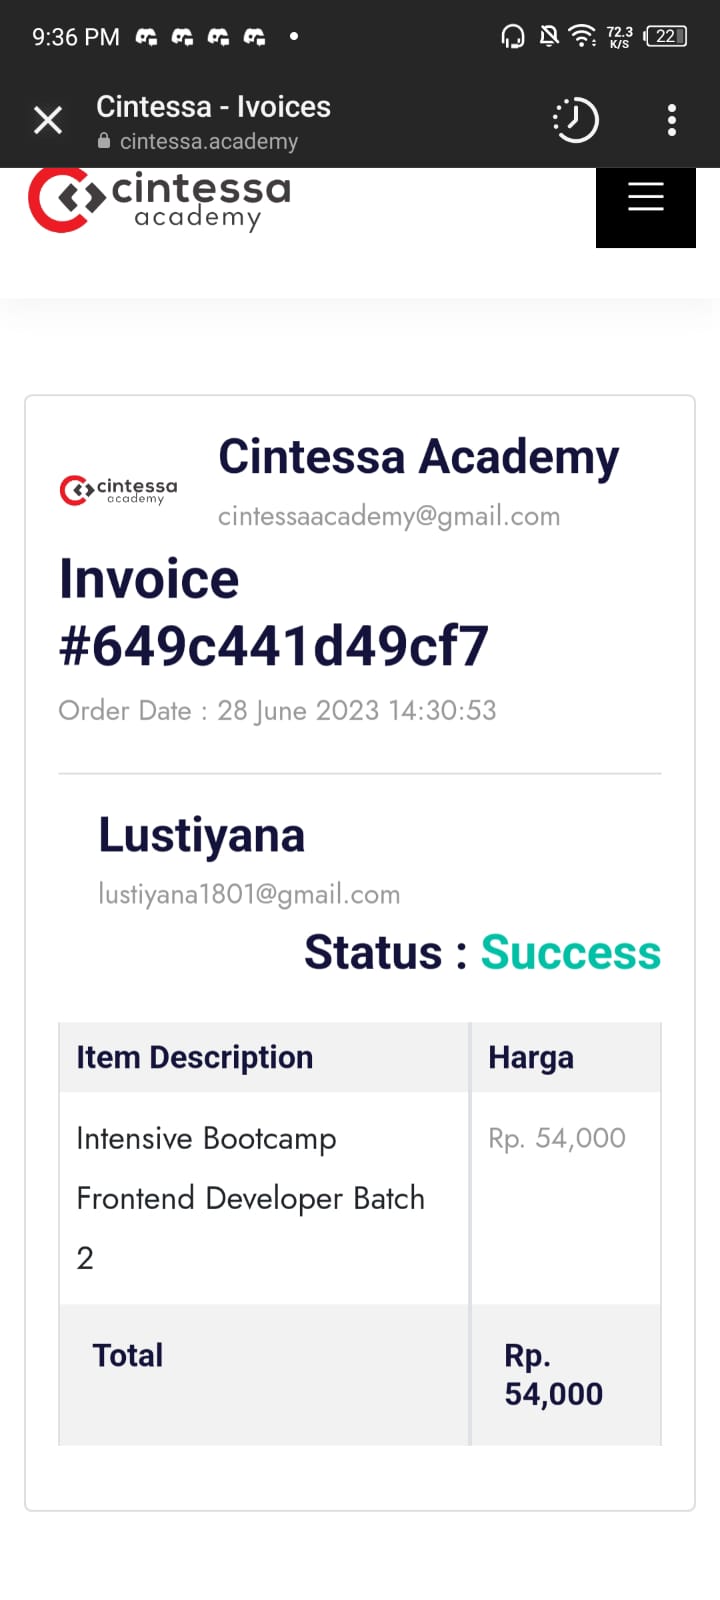 9:36 PM
72.3
K/S
22
Cintessa - Ivoices
cintessa.academy
cintessa
academy
cintessa
academy
Cintessa Academy
cintessaacademy@gmail.com
Invoice
#649c441d49cf7
Order Date : 28 June 2023 14:30:53
Lustiyana
lustiyana1801@gmail.com
Status : Success
Item Description Harga
Intensive Bootcamp Rp. 54,000
Frontend Developer Batch
2
Total Rp.
54,000